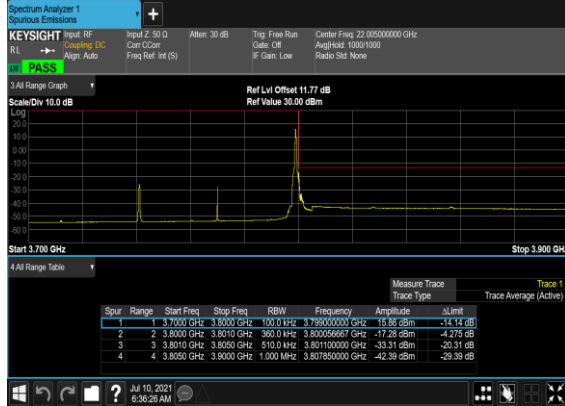 Spectrum Analyzer 1
Spurious Emissions
+
KEYSIGHT Input: RF Input Z: 50 Ω Atten: 30 dB Trig: Free Run Center Freq: 22.005000000 GHz
RL Coupling: DC Corr CCorr Gate: Off Avg|Hold: 1000/1000
Align: Auto Freq Ref: Int (S) IF Gain: Low Radio Std: None
PASS
3 All Range Graph
Ref Lvl Offset 11.77 dB
Scale/Div 10.0 dB Ref Value 30.00 dBm
Log
20.0
10.0
0.00
-10.0
-20.0
-30.0
-40.0
-50.0
-60.0
Start 3.700 GHz Stop 3.900 GH
4 All Range Table
Measure Trace Trace 1
Trace Type Trace Average (Active)
Spur Range Start Freq Stop Freq RBW Frequency Amplitude ΔLimit
1 1 3.7000 GHz 3.8000 GHz 100.0 kHz 3.799000000 GHz 15.86 dBm -14.14 dB
2 2 3.8000 GHz 3.8010 GHz 360.0 kHz 3.800056667 GHz -17.28 dBm -4.275 dB
3 3 3.8010 GHz 3.8050 GHz 510.0 kHz 3.801100000 GHz -33.31 dBm -20.31 dB
4 4 3.8050 GHz 3.9000 GHz 1.000 MHz 3.807850000 GHz -42.39 dBm -29.39 dB
? Jul 10, 2021
6:36:26 AM